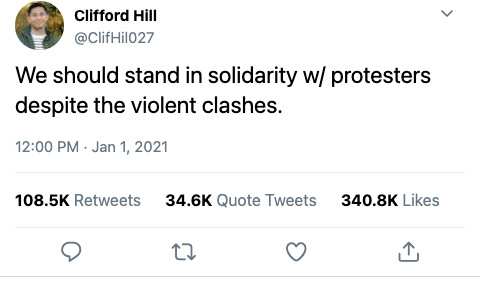 Clifford Hill
@ClifHil027
We should stand in solidarity w/ protesters
despite the violent clashes.
12:00 PM · Jan 1, 2021
108.5K Retweets 34.6K Quote Tweets 340.8K Likes